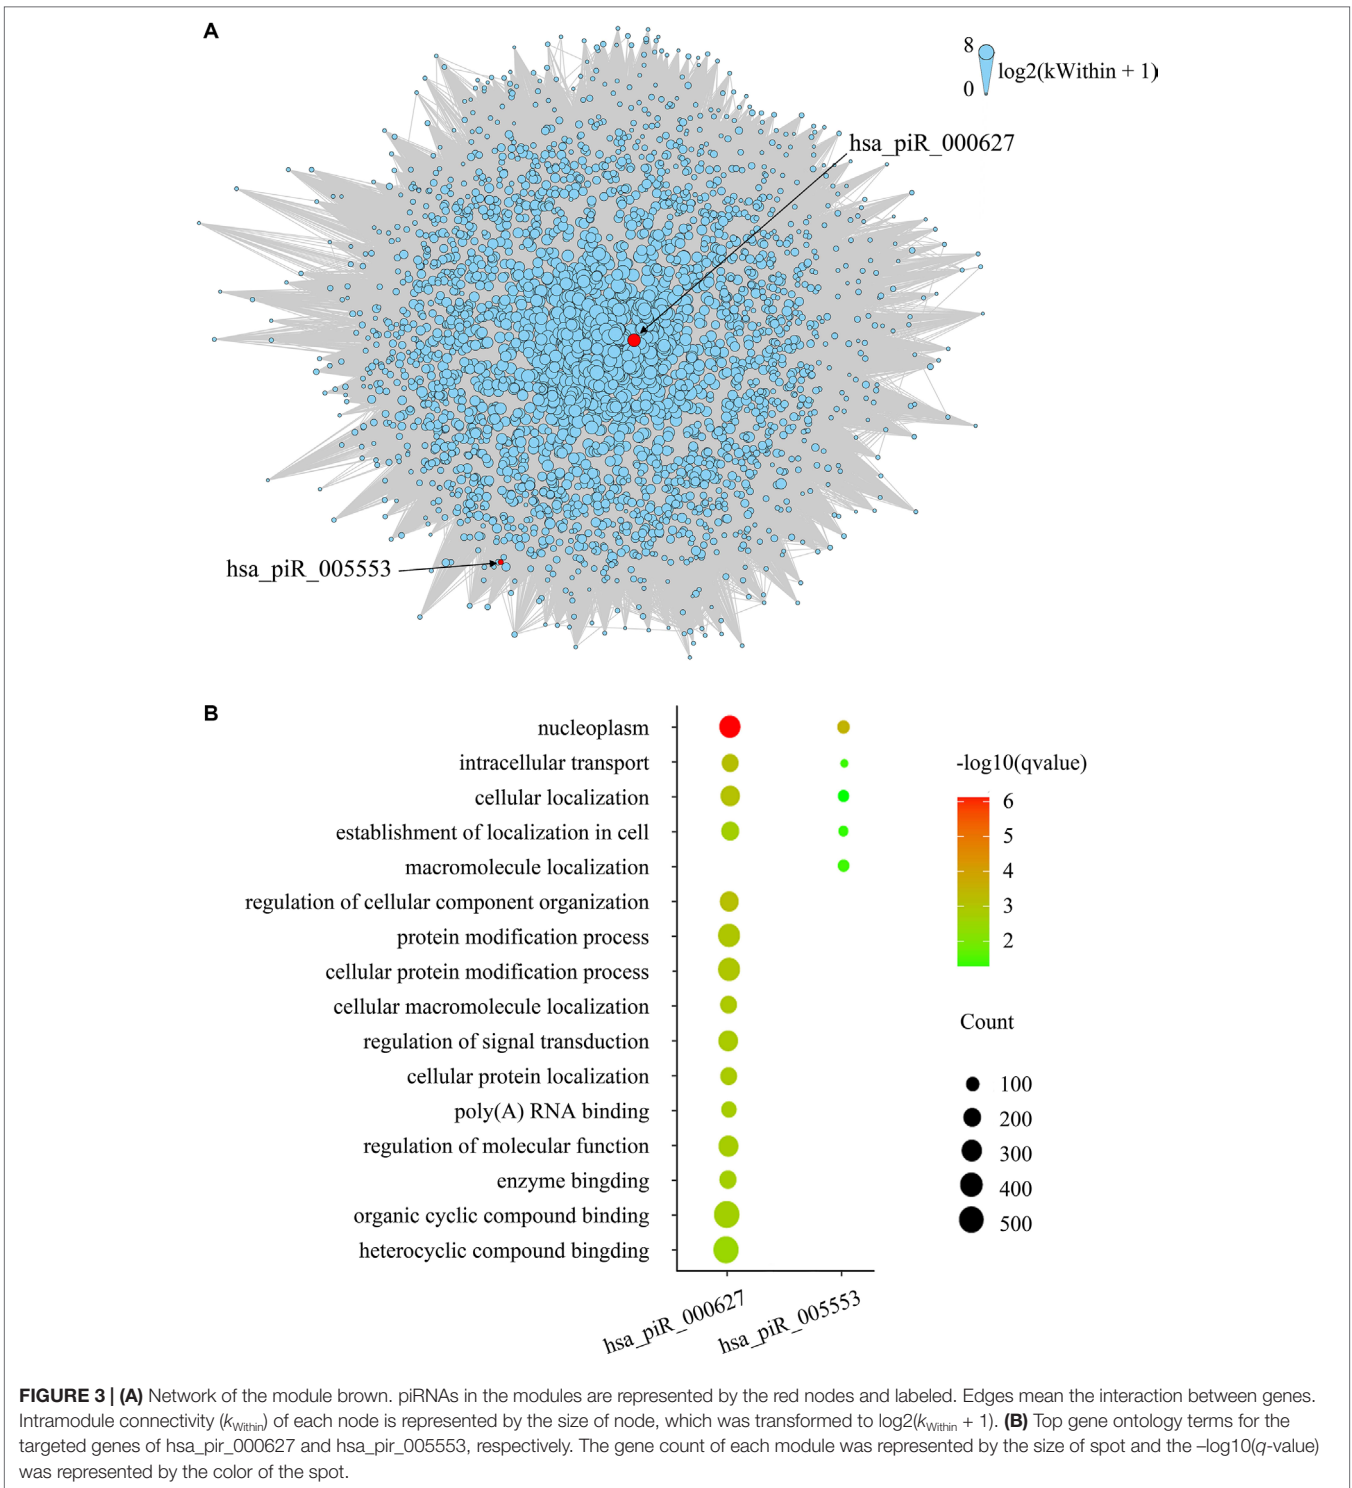 A
8
0
log2(kWithin + 1)
hsa_piR_000627
hsa_piR_005553
B
nucleoplasm
intracellular transport
cellular localization
establishment of localization in cell
macromolecule localization
regulation of cellular component organization
protein modification process
cellular protein modification process
cellular macromolecule localization
regulation of signal transduction
cellular protein localization
poly(A) RNA binding
regulation of molecular function
enzyme bingding
organic cyclic compound binding
heterocyclic compound bingding
hsa_piR_000627
hsa_piR_005553
-log10(qvalue)
6
5
4
3
2
Count
100
200
300
400
500
FIGURE 3 | (A) Network of the module brown. piRNAs in the modules are represented by the red nodes and labeled. Edges mean the interaction between genes.
Intramodule connectivity (kWithin) of each node is represented by the size of node, which was transformed to log2(kWithin + 1). (B) Top gene ontology terms for the
targeted genes of hsa_pir_000627 and hsa_pir_005553, respectively. The gene count of each module was represented by the size of spot and the –log10(q-value)
was represented by the color of the spot.